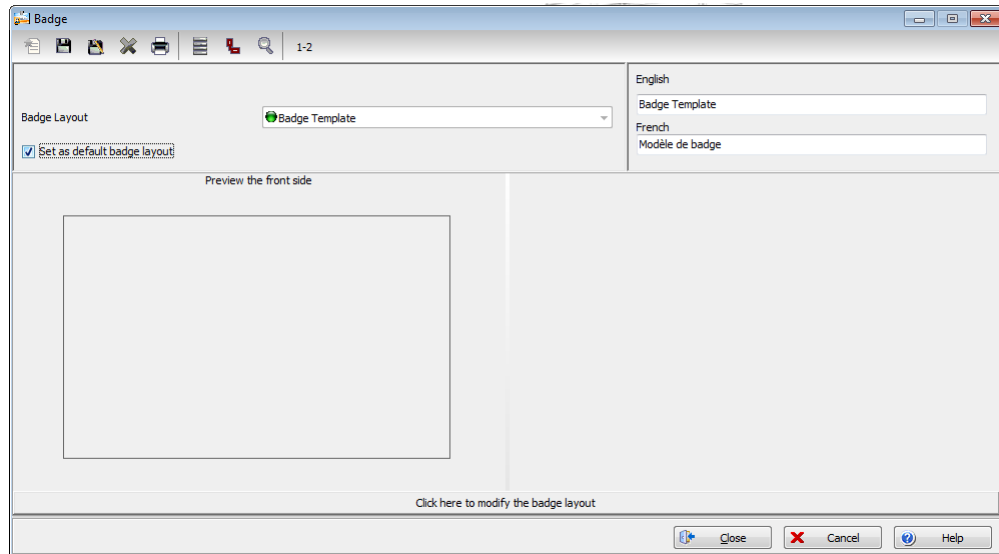 Badge
1-2
English
Badge Template
Badge Layout
Badge Template
French
Modèle de badge
Set as default badge layout
Preview the front side
Click here to modify the badge layout
Close
Cancel
Help